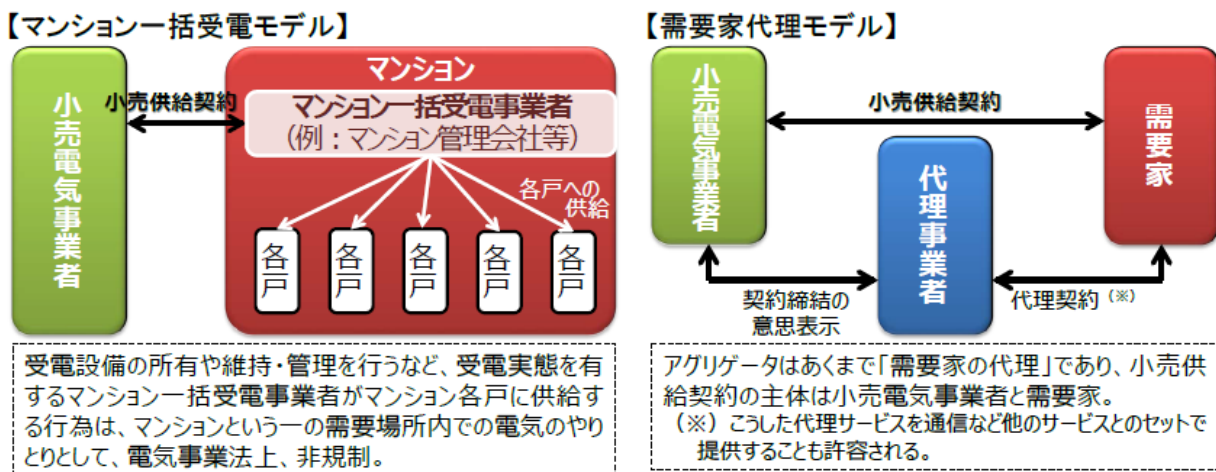 【マンション一括受電モデル】
小売電気事業者
小売供給契約
マンション
マンション一括受電事業者
(例:マンション管理会社等)
各戸への
供給
各戸
各戸
各戸
各戸
各戸
受電設備の所有や維持・管理を行うなど、受電実態を有
するマンション一括受電事業者がマンション各戸に供給す
る行為は、マンションという一の需要場所内での電気のやり
とりとして、電気事業法上、非規制。
【需要家代理モデル】
小売電気事業者
小売供給契約
需要家
代理事業者
契約締結の
意思表示
代理契約(※)
アグリゲータはあくまで「需要家の代理」であり、小売供
給契約の主体は小売電気事業者と需要家。
(※)こうした代理サービスを通信など他のサービスとのセットで
提供することも許容される。